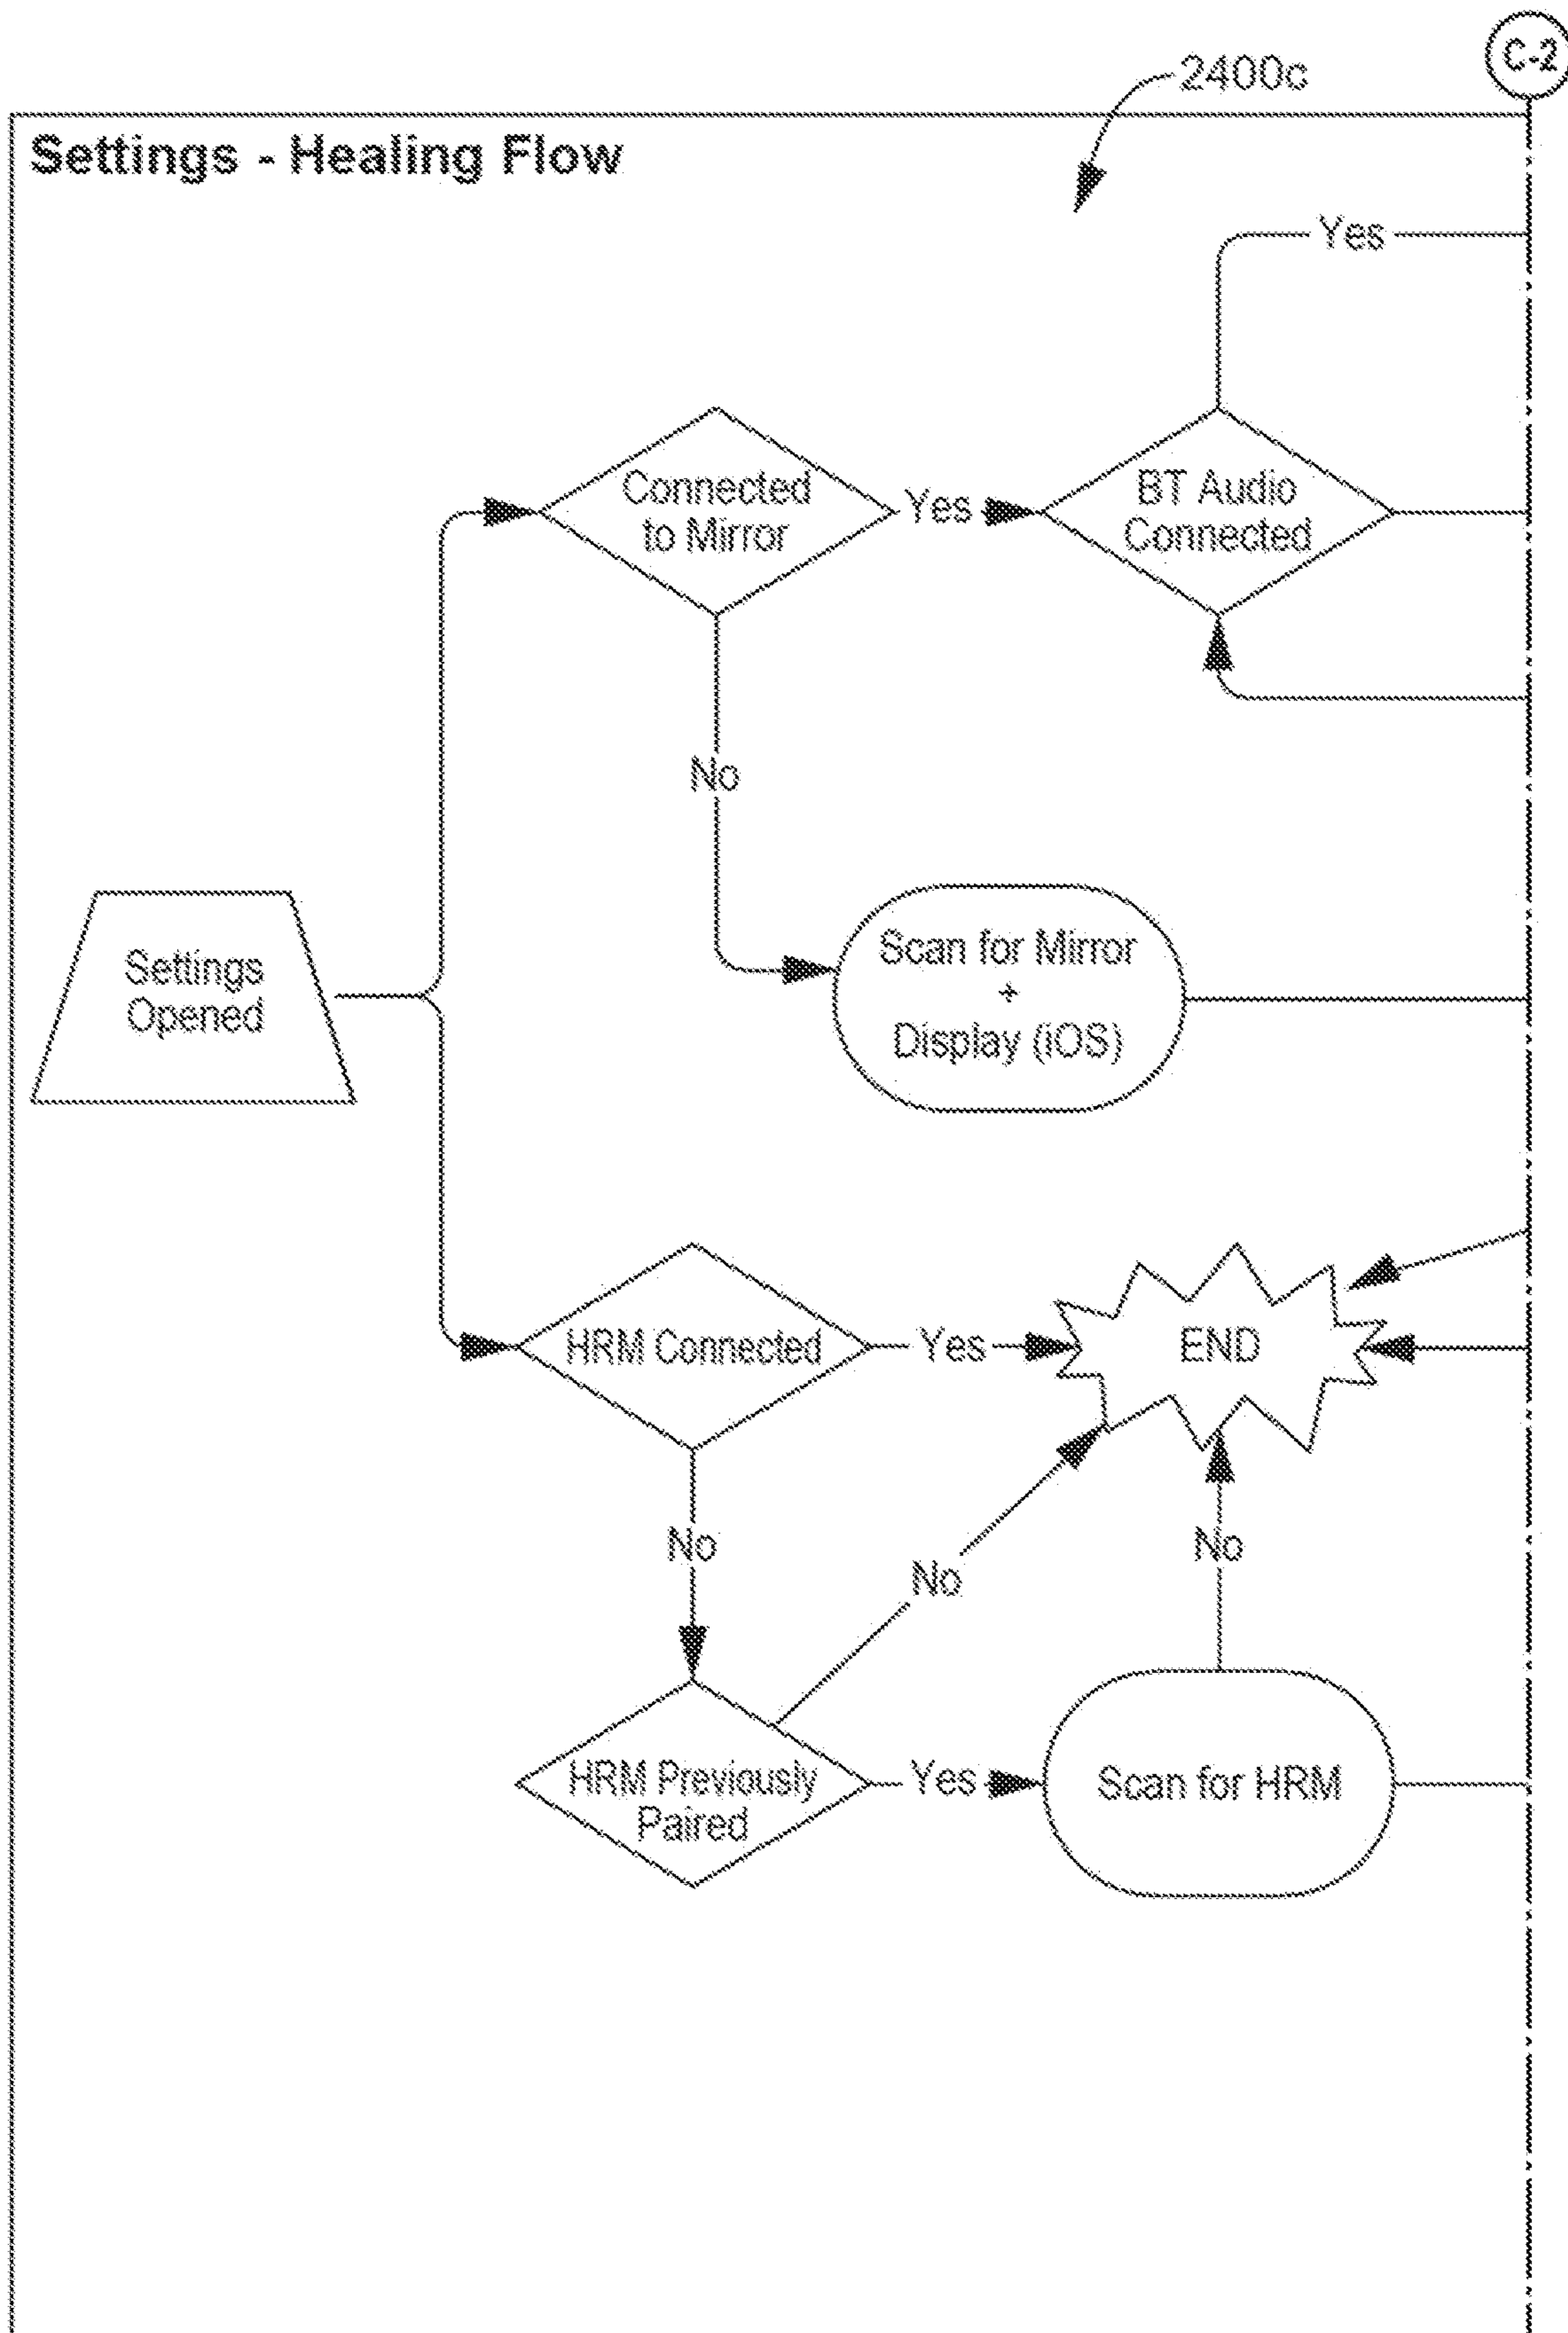 C-2
2400c
Settings - Healing Flow
Yes
Connected
to Mirror
Yes
BT Audio
Connected
No
Settings
Opened
Scan for Mirror
+
Display (iOS)
HRM Connected
Yes
END
No
No
No
HRM Previously
Paired
Yes
Scan for HRM